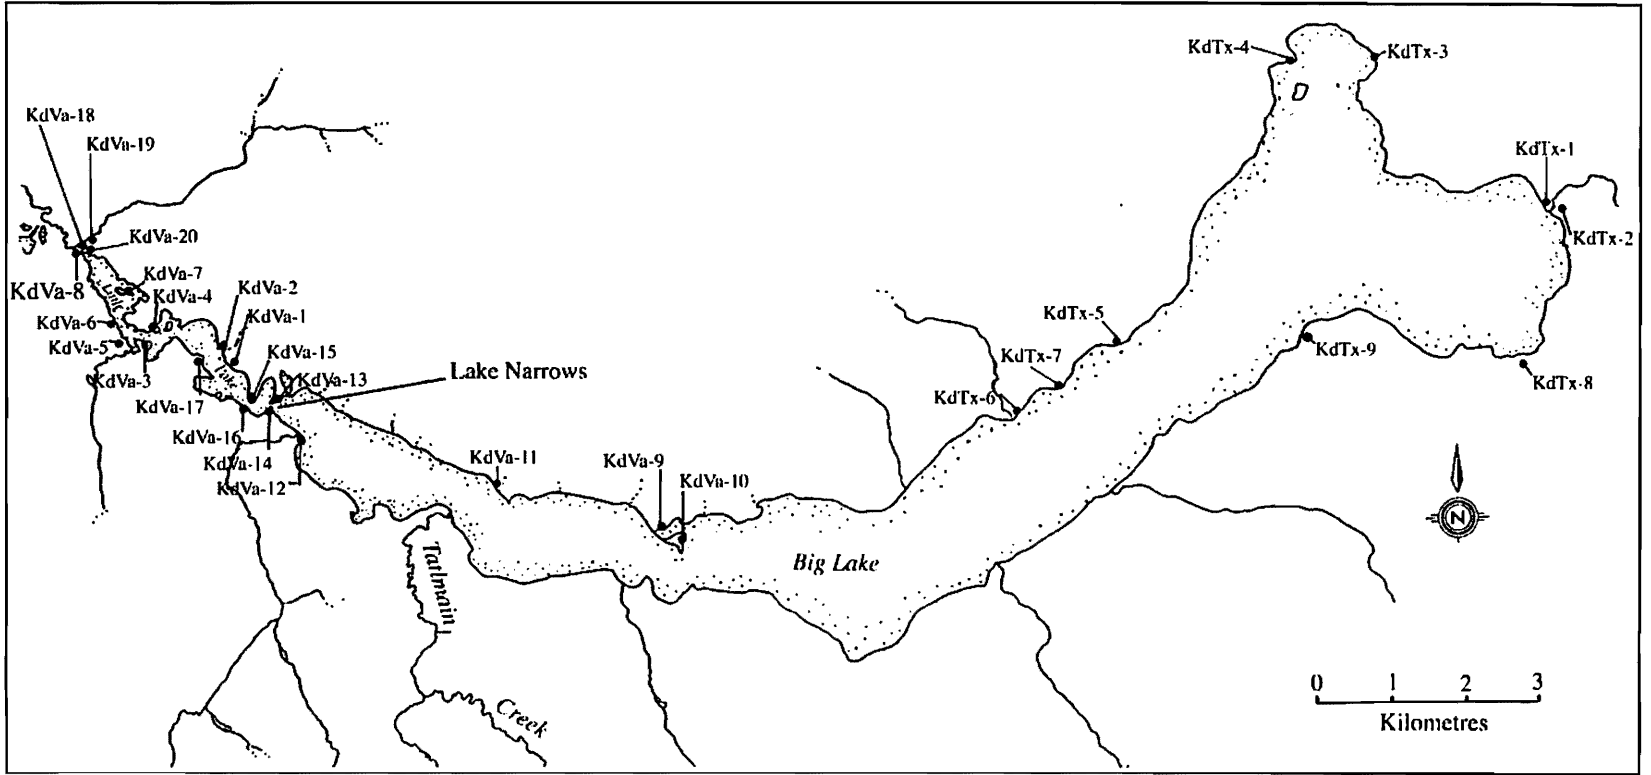 KdTx-4
KdTx-3
KdVa-18
KdVa-19
KdTx-1
KdVa-20
KdTx-2
KdVa-7
KdVa-8
KdVa-4
KdVa-2
Little
KdVa-6
KdVa-1
KdTx-5
KdVa-5
KdVa-15
KdTx-7
KdTx-9
Lake Narrows
KdVa-3
KdVa-13
Lake
KdTx-8
KdTx-6
KdVa-17
KdVa-16
KdVa-14
KdVa-11
KdVa-9
KdVa-10
KdVa-12
N
Big Lake
Tatlmain
Creek
0 1 2 3
Kilometres